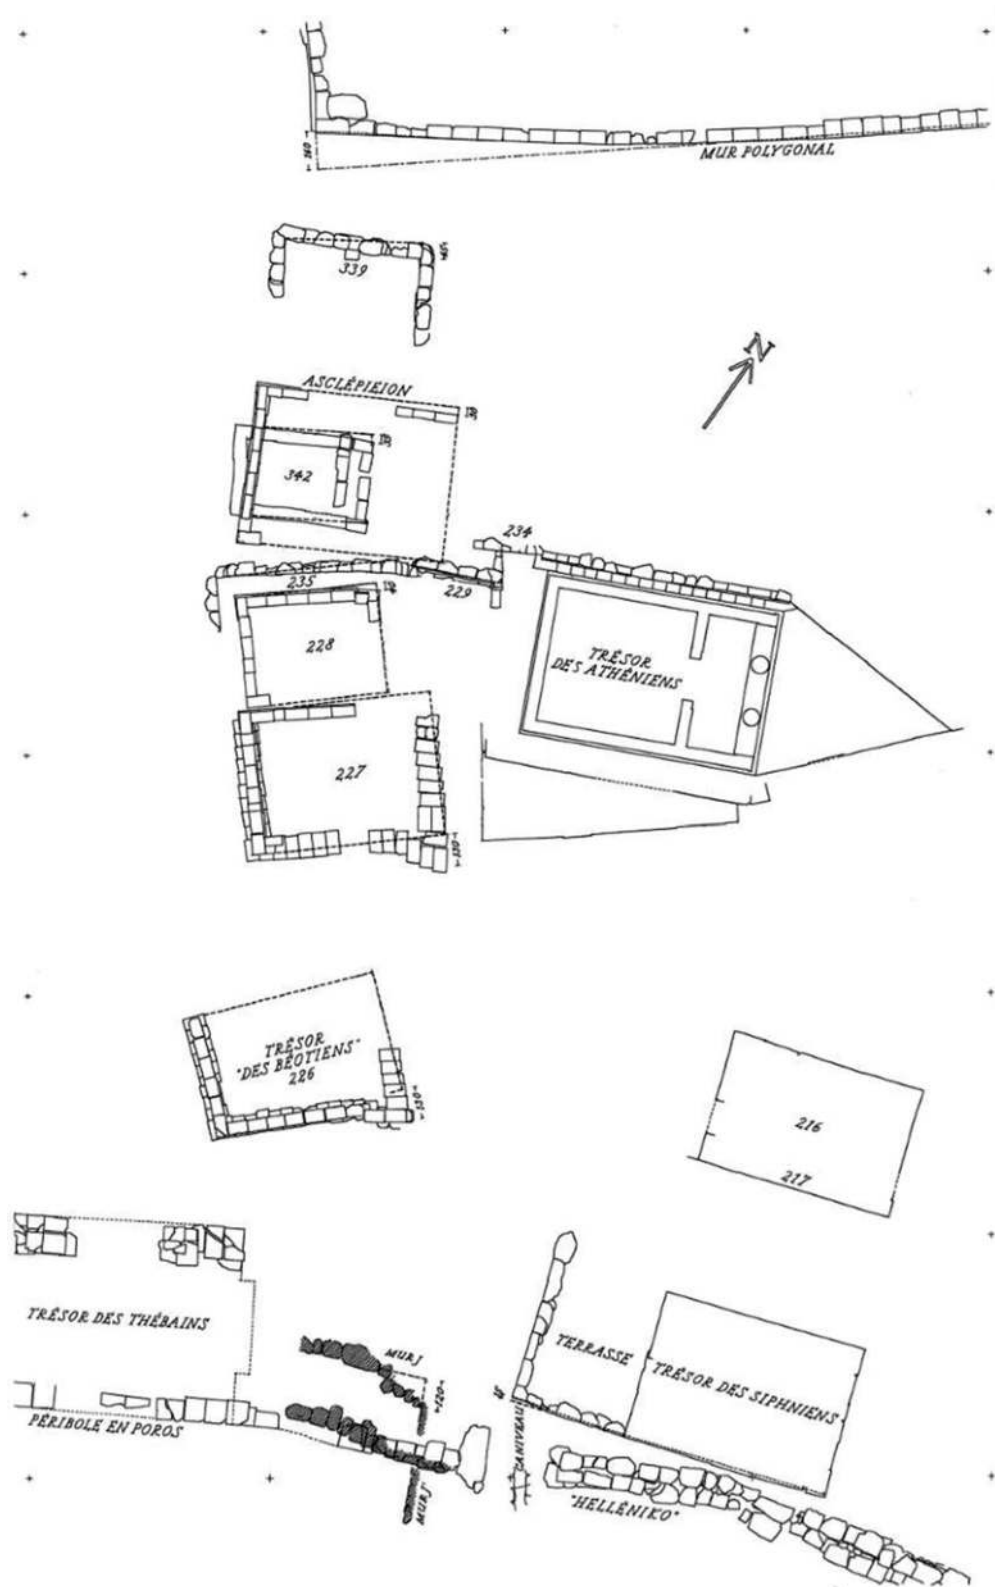 MUR POLYGONAL
339
N
ASCLÉPIEION
342
234
235
229
228
TRÉSOR
DES ATHÉNIENS
227
TRÉSOR
"DES BÉOTIENS"
226
216
217
TRÉSOR DES THÉBAINS
MUR J
TERRASSE
TRÉSOR DES SIPHNIENS
PÉRIBOLE EN POROS
CANIVEAU
MUR J'
"HELLÉNIKO"